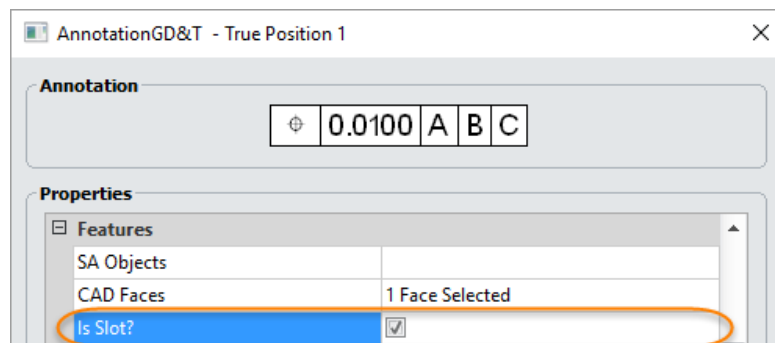 AnnotationGD&T - True Position 1
Annotation
⌖ 0.0100 A B C
Properties
Features
SA Objects
CAD Faces 1 Face Selected
Is Slot?